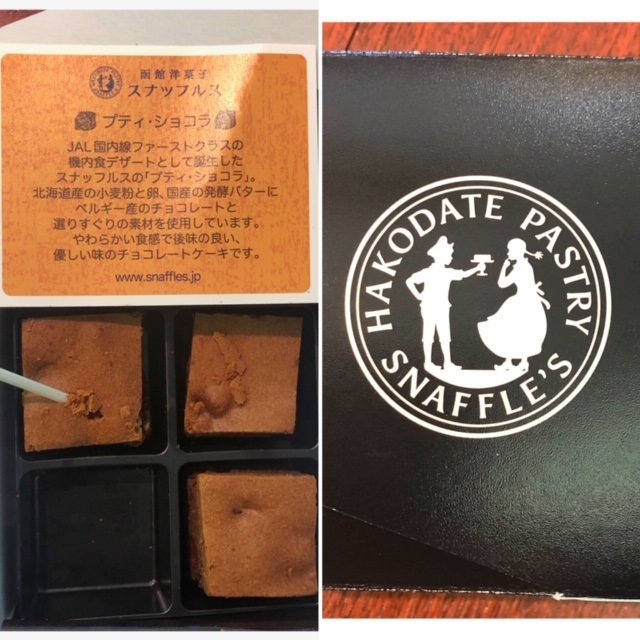 函館洋菓子
スナッフルス
プティ・ショコラ
JAL国内線ファーストクラスの
機内食デザートとして誕生した
スナッフルスの「プティ・ショコラ」。
北海道産の小麦粉と卵、国産の発酵バターに
ベルギー産のチョコレートと
選りすぐりの素材を使用しています。
やわらかい食感で後味の良い、
優しい味のチョコレートケーキです。
www.snaffles.jp
HAKODATE PASTRY
SNAFFLE'S